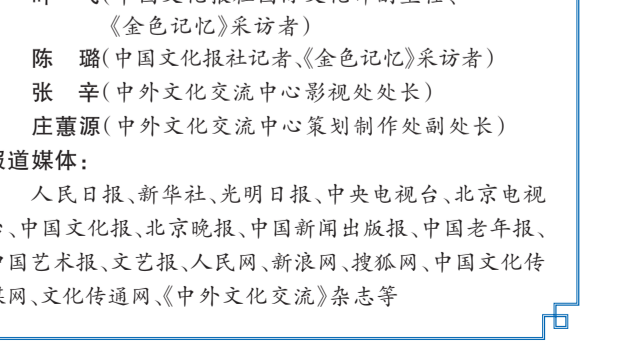 《金色记忆》采访者)
陈　璐(中国文化报社记者、《金色记忆》采访者)
张　辛(中外文化交流中心影视处处长)
庄蕙源(中外文化交流中心策划制作处副处长)
报道媒体:
人民日报、新华社、光明日报、中央电视台、北京电视
、中国文化报、北京晚报、中国新闻出版报、中国老年报、
中国艺术报、文艺报、人民网、新浪网、搜狐网、中国文化传
媒网、文化传通网、《中外文化交流》杂志等